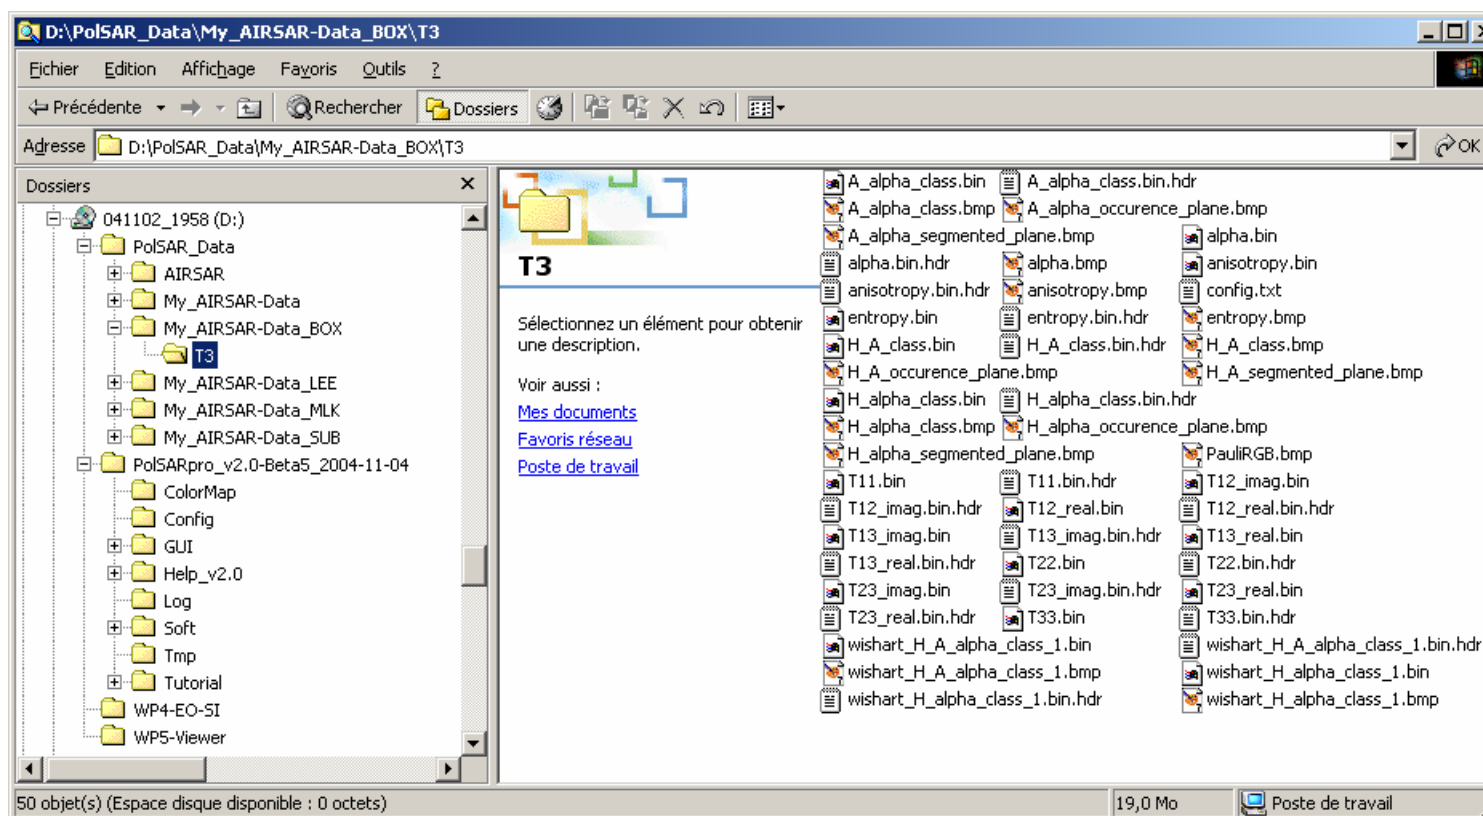 D:\PolSAR_Data\My_AIRSAR-Data_BOX\T3
Fichier Edition Affichage Favoris Outils ?
Précédente Rechercher Dossiers
Adresse D:\PolSAR_Data\My_AIRSAR-Data_BOX\T3 OK
Dossiers
041102_1958 (D:)
PolSAR_Data
AIRSAR
My_AIRSAR-Data
My_AIRSAR-Data_BOX
T3
My_AIRSAR-Data_LEE
My_AIRSAR-Data_MLK
My_AIRSAR-Data_SUB
PolSARpro_v2.0-Beta5_2004-11-04
ColorMap
Config
GUI
Help_v2.0
Log
Soft
Tmp
Tutorial
WP4-EO-SI
WP5-Viewer
T3
Sélectionnez un élément pour obtenir
une description.
Voir aussi :
Mes documents
Favoris réseau
Poste de travail
A_alpha_class.bin A_alpha_class.bin.hdr
A_alpha_class.bmp A_alpha_occurence_plane.bmp
A_alpha_segmented_plane.bmp alpha.bin
alpha.bin.hdr alpha.bmp anisotropy.bin
anisotropy.bin.hdr anisotropy.bmp config.txt
entropy.bin entropy.bin.hdr entropy.bmp
H_A_class.bin H_A_class.bin.hdr H_A_class.bmp
H_A_occurence_plane.bmp H_A_segmented_plane.bmp
H_alpha_class.bin H_alpha_class.bin.hdr
H_alpha_class.bmp H_alpha_occurence_plane.bmp
H_alpha_segmented_plane.bmp PauliRGB.bmp
T11.bin T11.bin.hdr T12_imag.bin
T12_imag.bin.hdr T12_real.bin T12_real.bin.hdr
T13_imag.bin T13_imag.bin.hdr T13_real.bin
T13_real.bin.hdr T22.bin T22.bin.hdr
T23_imag.bin T23_imag.bin.hdr T23_real.bin
T23_real.bin.hdr T33.bin T33.bin.hdr
wishart_H_A_alpha_class_1.bin wishart_H_A_alpha_class_1.bin.hdr
wishart_H_A_alpha_class_1.bmp wishart_H_alpha_class_1.bin
wishart_H_alpha_class_1.bin.hdr wishart_H_alpha_class_1.bmp
50 objet(s) (Espace disque disponible : 0 octets) 19,0 Mo Poste de travail